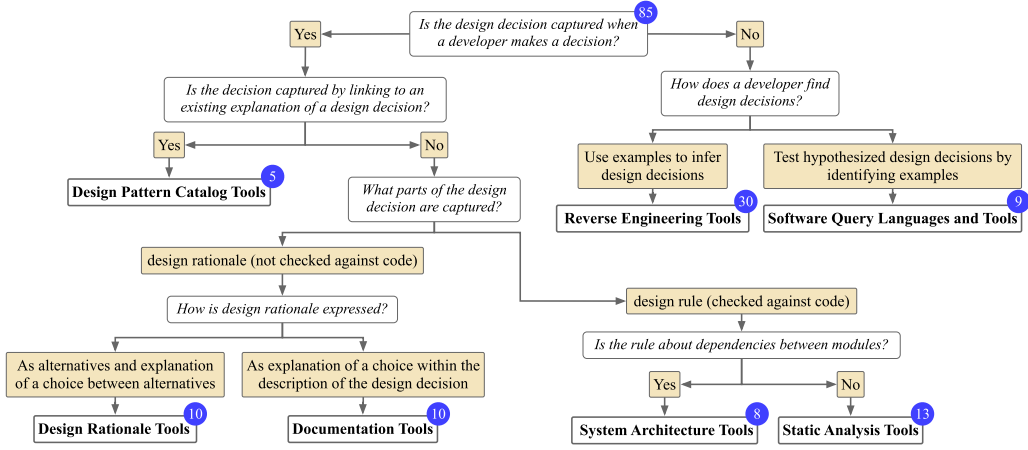 85
Is the design decision captured when
a developer makes a decision?
Yes
No
Is the decision captured by linking to an
existing explanation of a design decision?
How does a developer find
design decisions?
Yes
No
Use examples to infer
design decisions
Test hypothesized design decisions by
identifying examples
5
Design Pattern Catalog Tools
What parts of the design
decision are captured?
30
Reverse Engineering Tools
9
Software Query Languages and Tools
design rationale (not checked against code)
design rule (checked against code)
How is design rationale expressed?
Is the rule about dependencies between modules?
As alternatives and explanation
of a choice between alternatives
As explanation of a choice within the
description of the design decision
Yes
No
10
Design Rationale Tools
10
Documentation Tools
8
System Architecture Tools
13
Static Analysis Tools